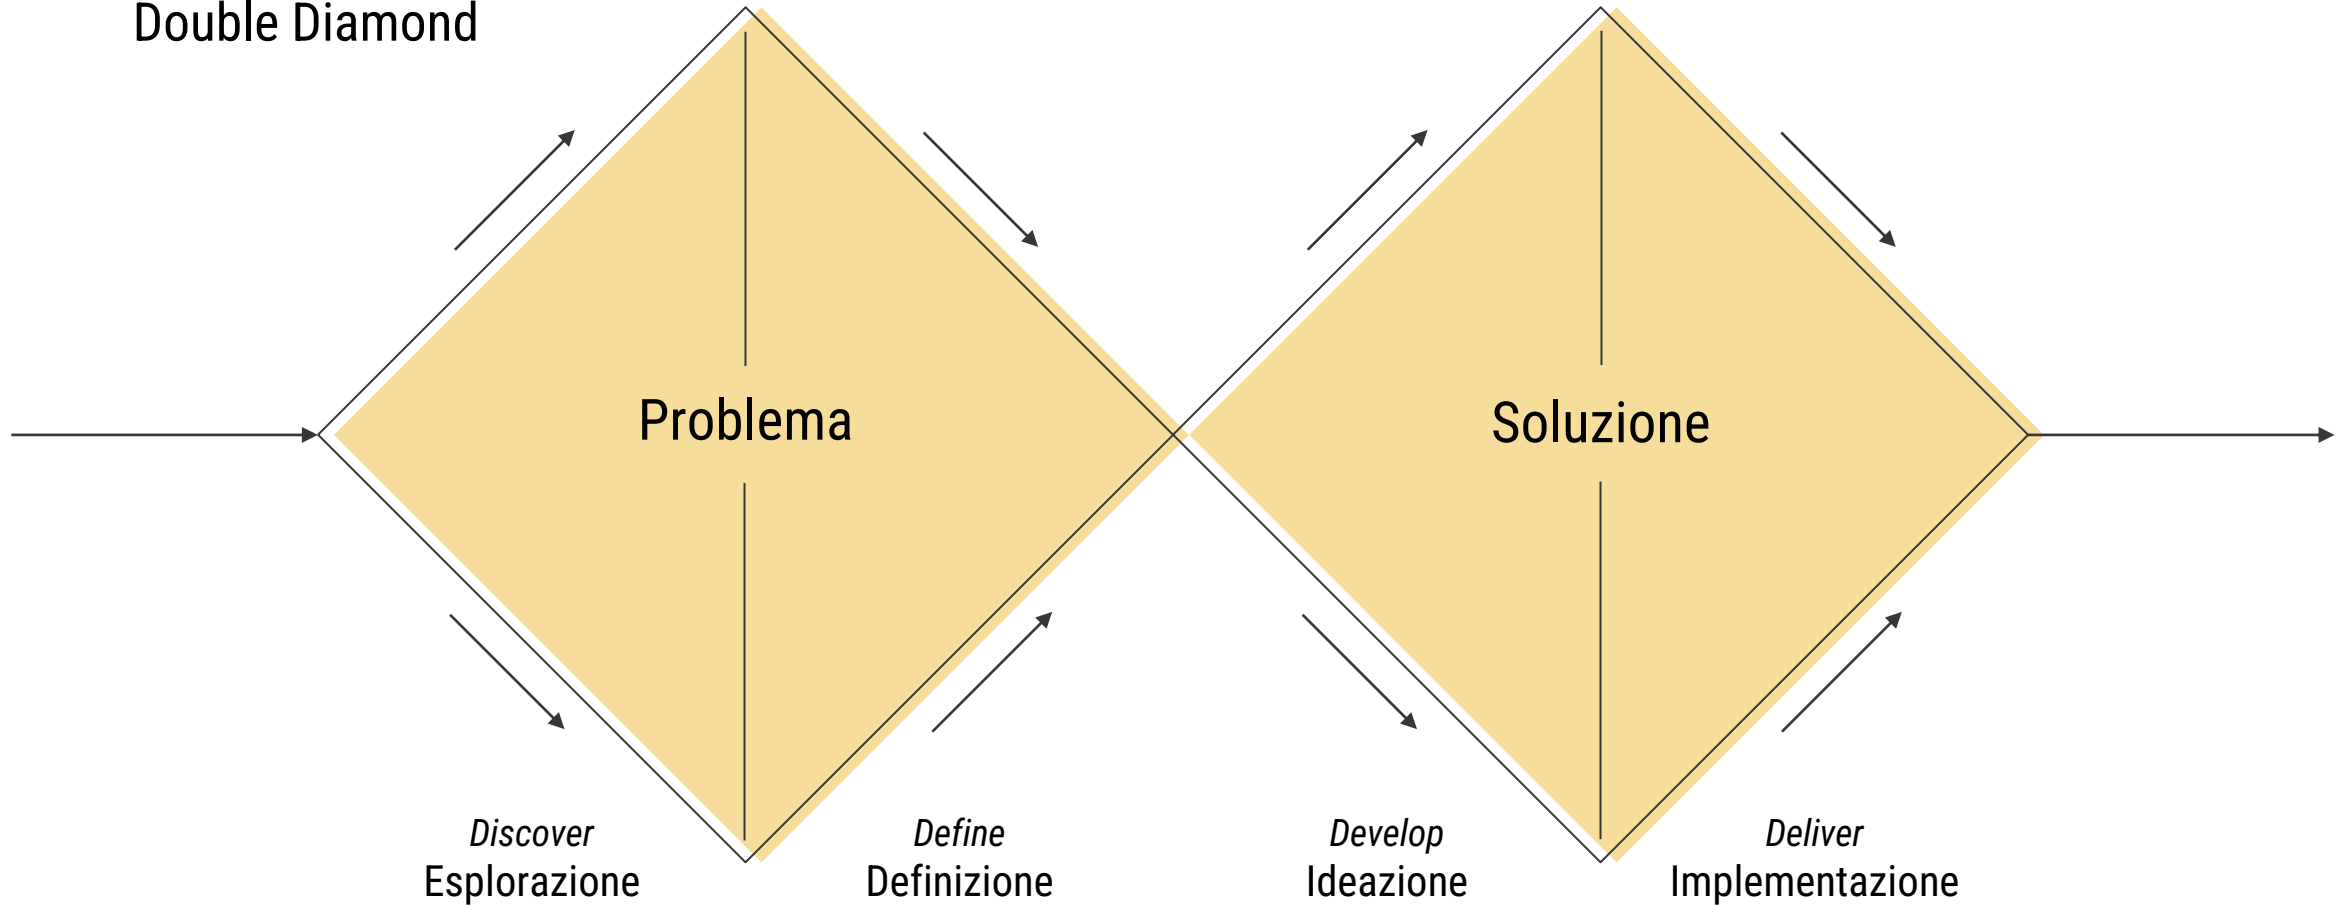 Double Diamond
Problema
Soluzione
Discover
Esplorazione
Define
Definizione
Develop
Ideazione
Deliver
Implementazione